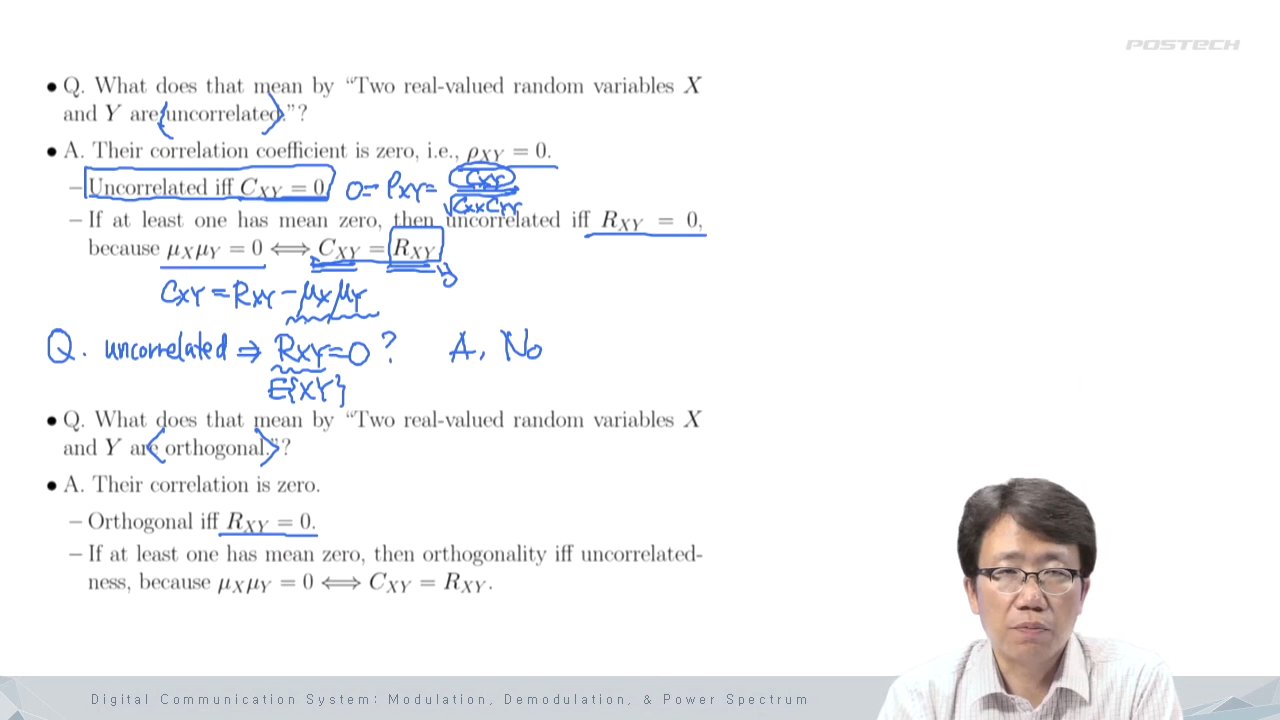 POSTECH
• Q. What does that mean by “Two real-valued random variables X
and Y are uncorrelated.”?
• A. Their correlation coefficient is zero, i.e., ρXY = 0.
– Uncorrelated iff CXY = 0 0 = ρXY = CXY / √CXX CYY
– If at least one has mean zero, then uncorrelated iff RXY = 0,
because μXμY = 0 ⟺ CXY = RXY
CXY = RXY – μX μY
Q. uncorrelated ⇒ RXY = 0 ? A, No
E{XY}
• Q. What does that mean by “Two real-valued random variables X
and Y are orthogonal.”?
• A. Their correlation is zero.
– Orthogonal iff RXY = 0.
– If at least one has mean zero, then orthogonality iff uncorrelated-
ness, because μXμY = 0 ⟺ CXY = RXY.
Digital Communication System: Modulation, Demodulation, & Power Spectrum